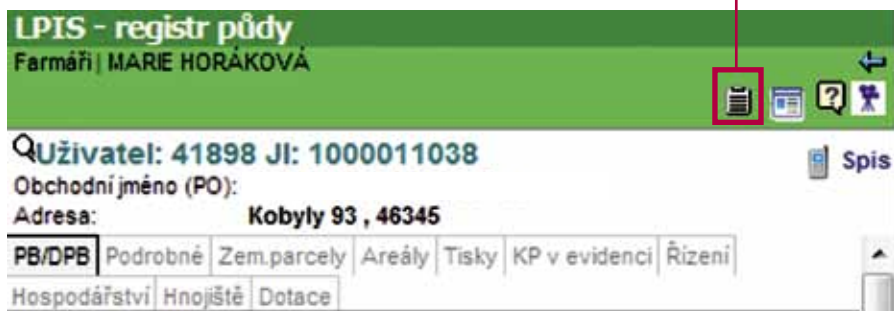 LPIS - registr půdy
Farmáři | MARIE HORÁKOVÁ
Uživatel: 41898 JI: 1000011038
Spis
Obchodní jméno (PO):
Adresa: Kobyly 93 , 46345
PB/DPB Podrobné Zem.parcely Areály Tisky KP v evidenci Řízení
Hospodářství Hnojiště Dotace